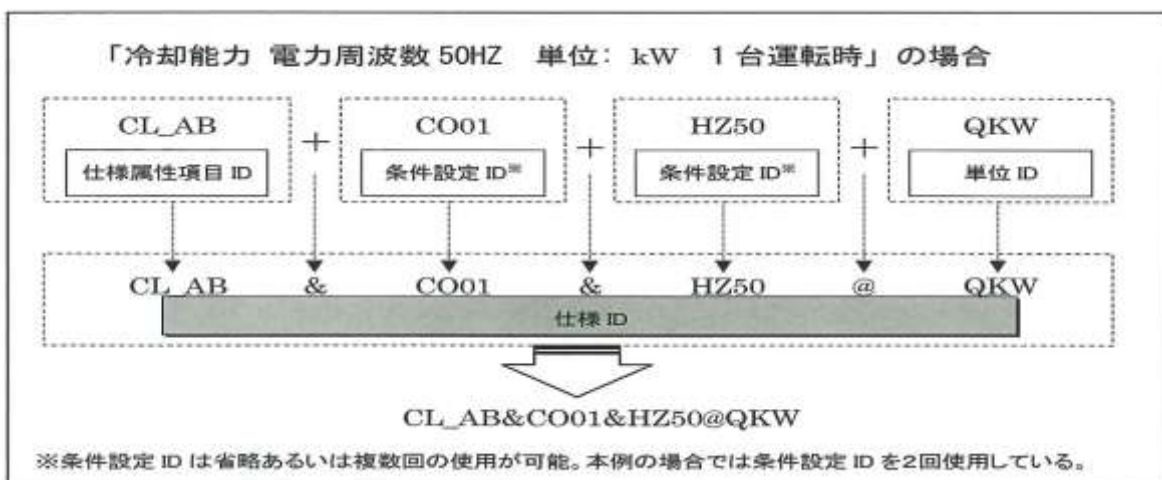 「冷却能力 電力周波数 50HZ 単位: kW 1 台運転時」の場合
CL_AB + CO01 + HZ50 + QKW
仕様属性項目 ID 条件設定 ID※ 条件設定 ID※ 単位 ID
CL_AB & CO01 & HZ50 @ QKW
仕様 ID
CL_AB&CO01&HZ50@QKW
※条件設定 ID は省略あるいは複数回の使用が可能。本例の場合では条件設定 ID を2回使用している。